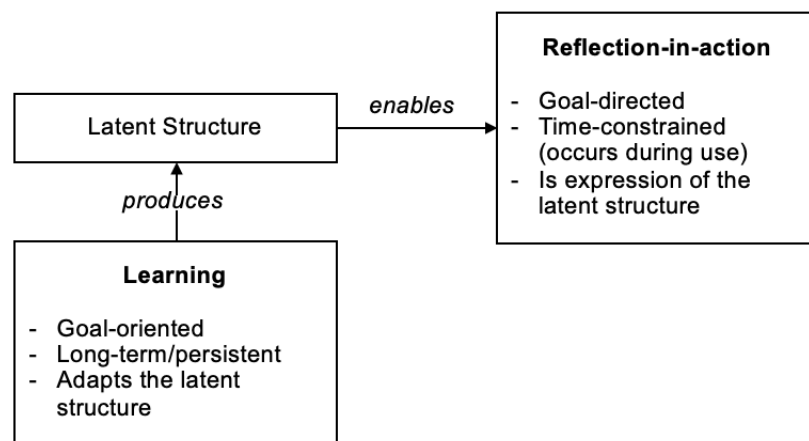 Reflection-in-action
- Goal-directed
- Time-constrained
(occurs during use)
- Is expression of the
latent structure
enables
Latent Structure
produces
Learning
- Goal-oriented
- Long-term/persistent
- Adapts the latent
structure